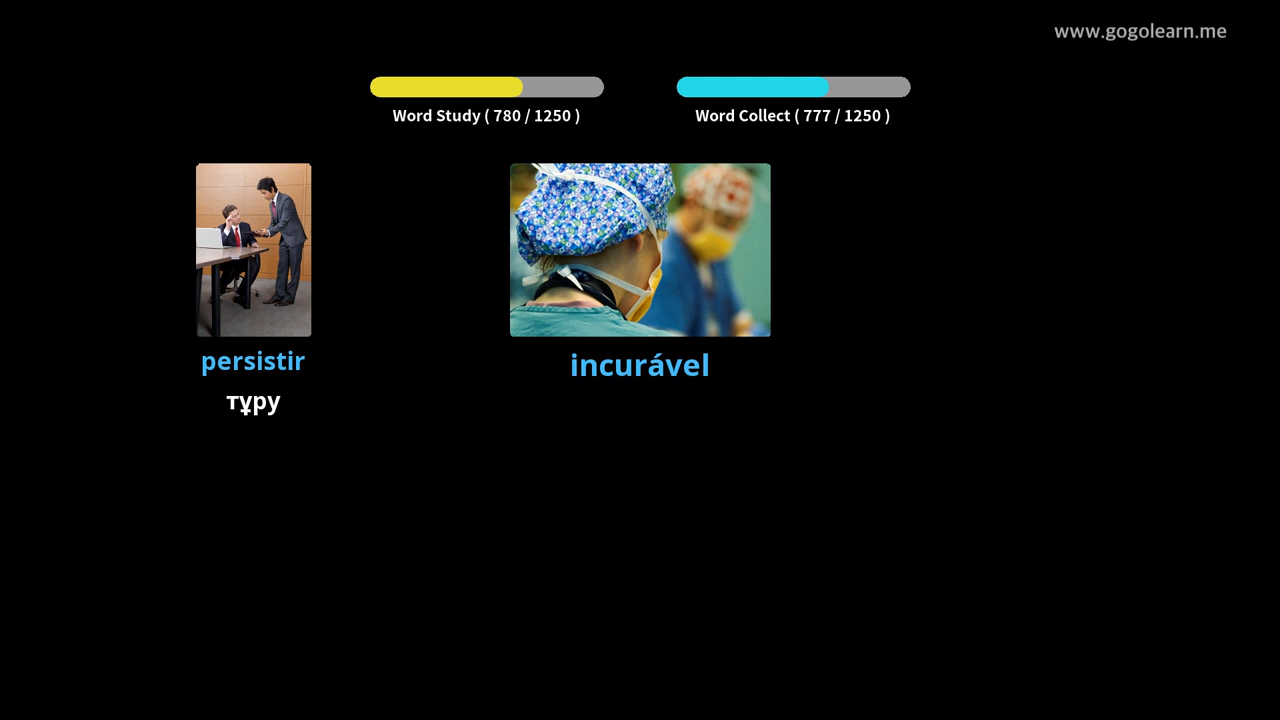 www.gogolearn.me
Word Study ( 780 / 1250 )
Word Collect ( 777 / 1250 )
persistir
тұру
incurável